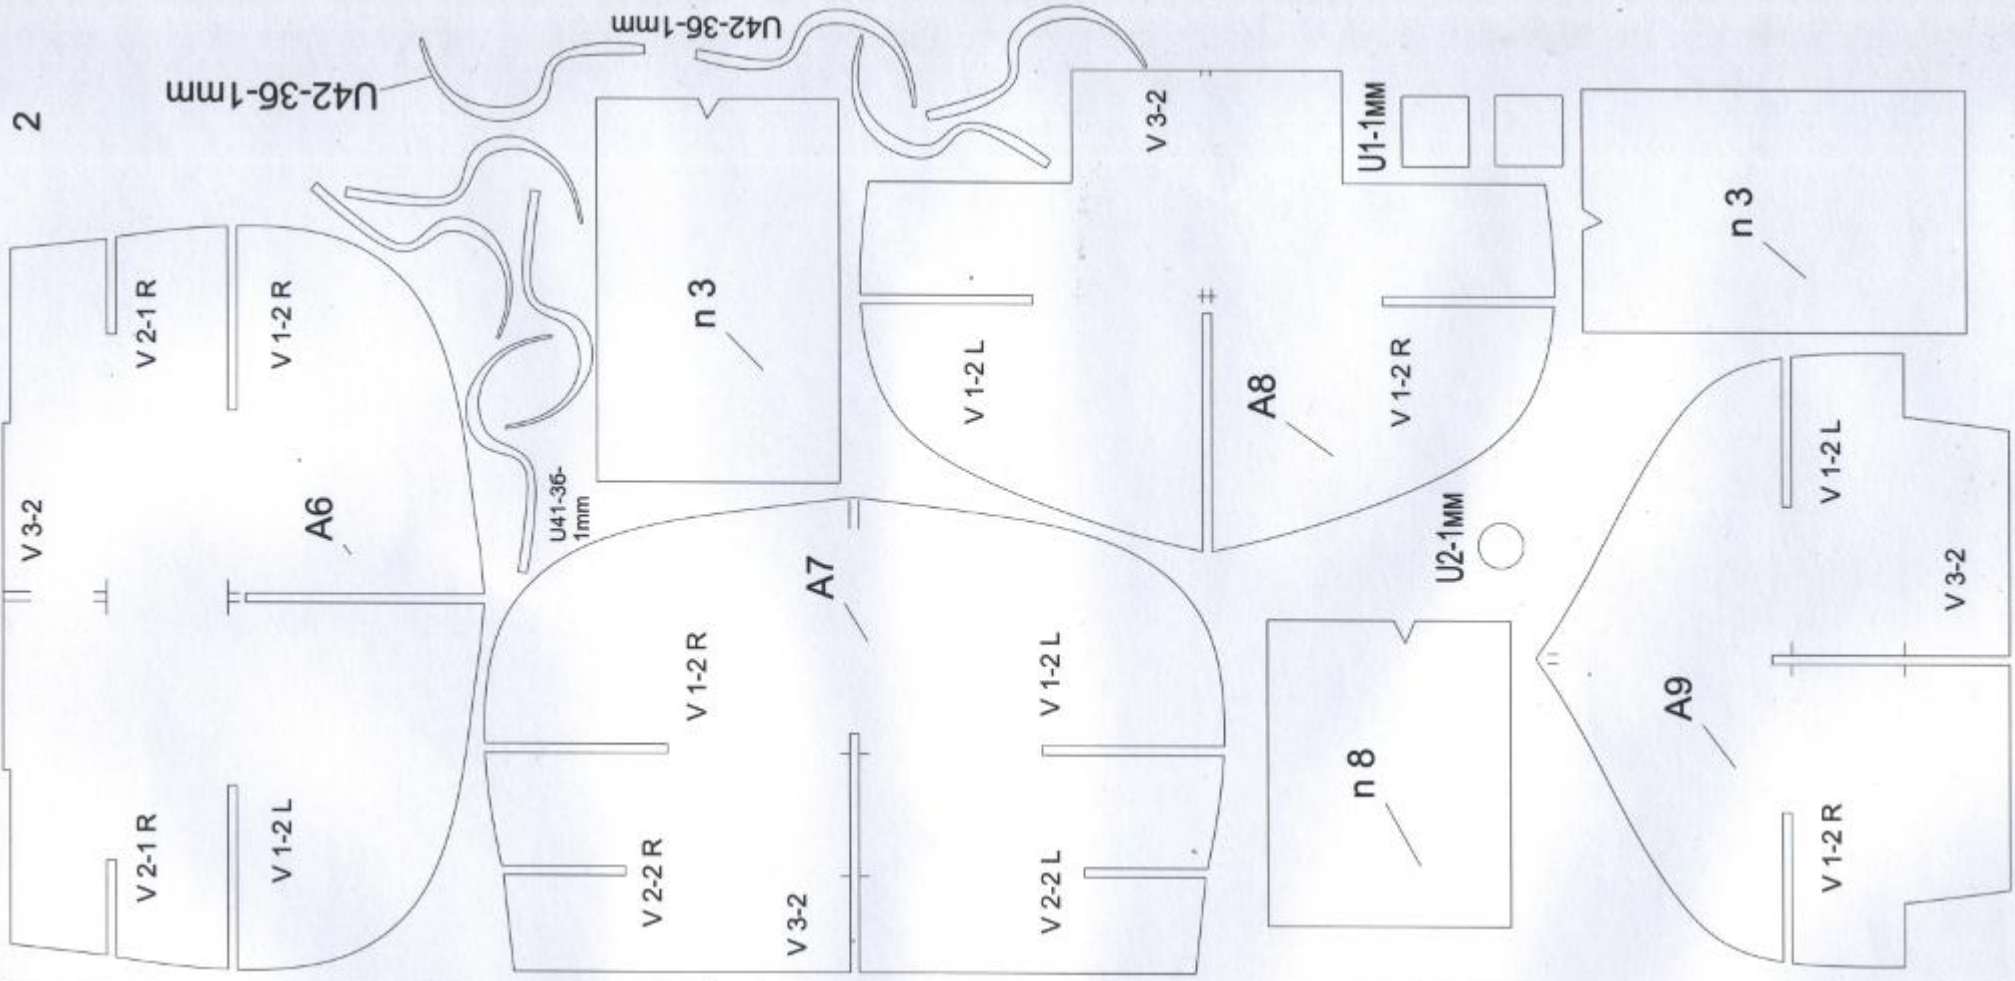 2
U42-36-1mm
U42-36-1mm
V 3-2
V 2-1 R
V 1-2 R
A6
V 2-1 R
V 1-2 L
U41-36-
1mm
n 3
A7
V 1-2 R
V 1-2 L
V 2-2 R
V 2-2 L
V 3-2
V 3-2
V 1-2 L
A8
V 1-2 R
U1-1мм
n 3
U2-1мм
n 8
A9
V 1-2 L
V 3-2
V 1-2 R